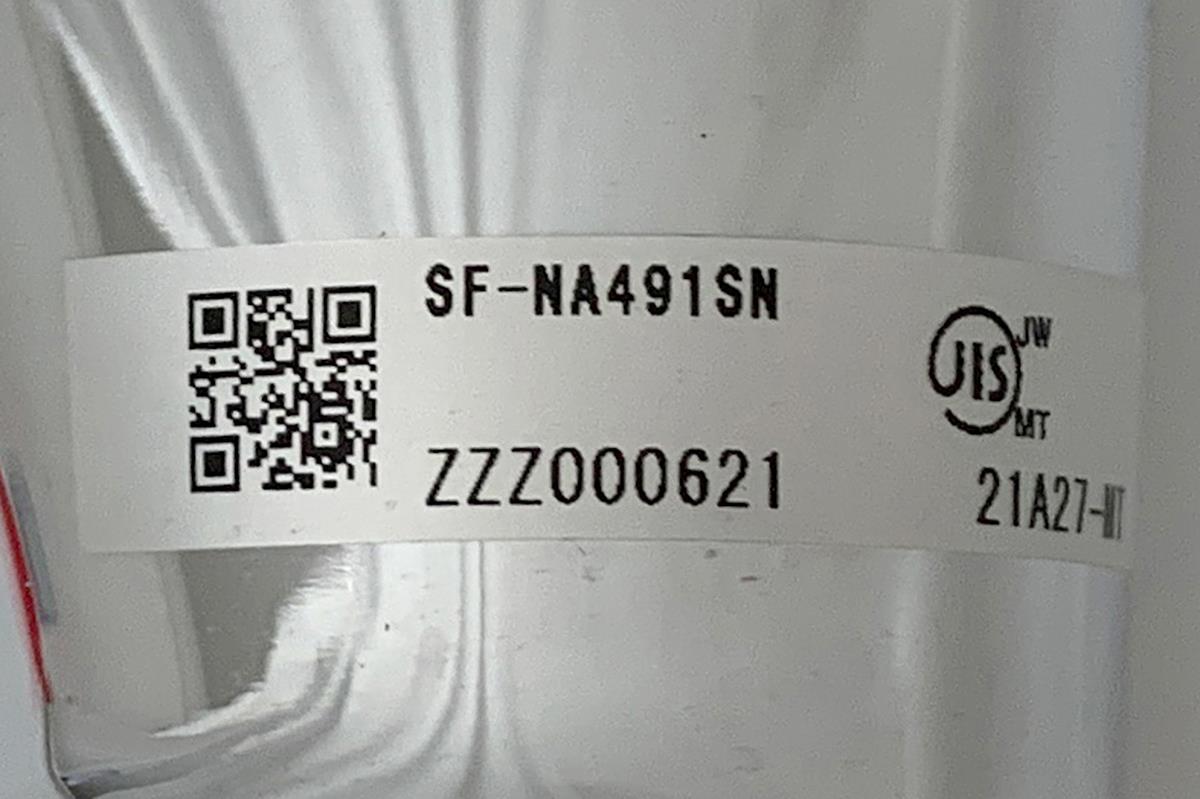 SF-NA491SN
JW
JIS
MT
ZZZ000621
21A27-MT